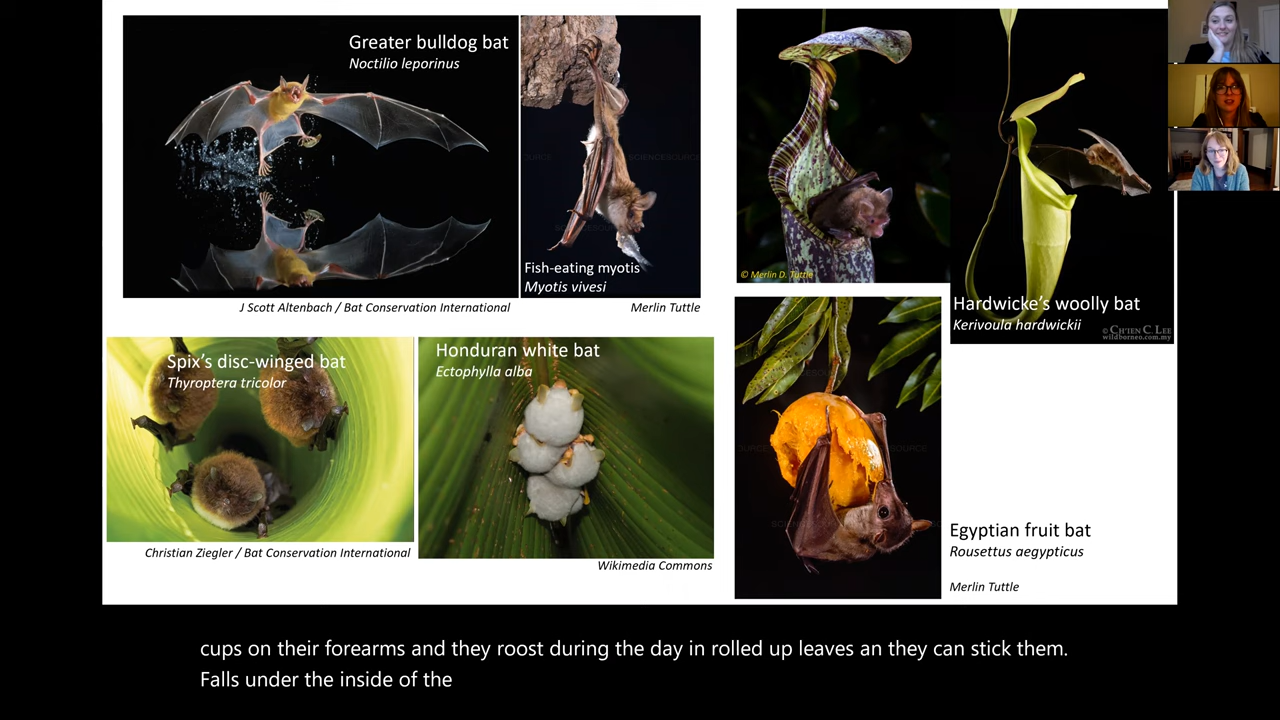 Greater bulldog bat
Noctilio leporinus
J Scott Altenbach / Bat Conservation International
Fish-eating myotis
Myotis vivesi
Merlin Tuttle
© Merlin D. Tuttle
Hardwicke's woolly bat
Kerivoula hardwickii
© CH'IEN C. LEE
wildborneo.com.my
Spix's disc-winged bat
Thyroptera tricolor
Christian Ziegler / Bat Conservation International
Honduran white bat
Ectophylla alba
Wikimedia Commons
Egyptian fruit bat
Rousettus aegypticus
Merlin Tuttle
cups on their forearms and they roost during the day in rolled up leaves an they can stick them.
Falls under the inside of the